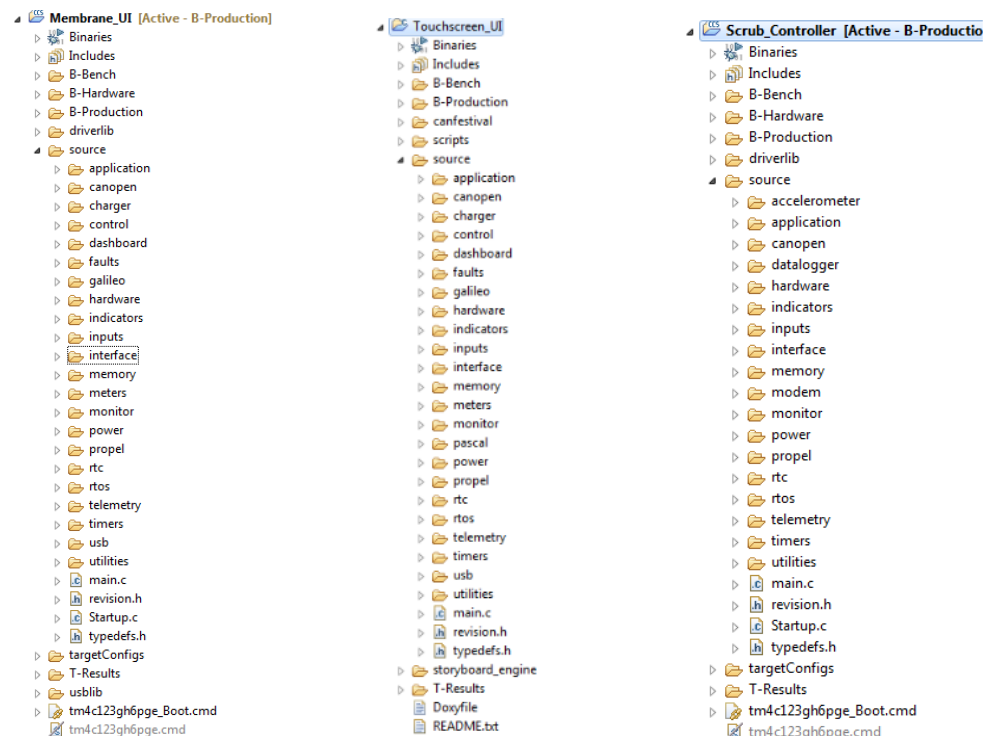 Membrane_UI [Active - B-Production]
Binaries
Includes
B-Bench
B-Hardware
B-Production
driverlib
source
application
canopen
charger
control
dashboard
faults
galileo
hardware
indicators
inputs
interface
memory
meters
monitor
power
propel
rtc
rtos
telemetry
timers
usb
utilities
main.c
revision.h
Startup.c
typedefs.h
targetConfigs
T-Results
usblib
tm4c123gh6pge_Boot.cmd
tm4c123gh6pge.cmd
Touchscreen_UI
Binaries
Includes
B-Bench
B-Production
canfestival
scripts
source
application
canopen
charger
control
dashboard
faults
galileo
hardware
indicators
inputs
interface
memory
meters
monitor
pascal
power
propel
rtc
rtos
telemetry
timers
usb
utilities
main.c
revision.h
typedefs.h
storyboard_engine
T-Results
Doxyfile
README.txt
Scrub_Controller [Active - B-Productio
Binaries
Includes
B-Bench
B-Hardware
B-Production
driverlib
source
accelerometer
application
canopen
datalogger
hardware
indicators
inputs
interface
memory
modem
monitor
power
propel
rtc
rtos
telemetry
timers
utilities
main.c
revision.h
Startup.c
typedefs.h
targetConfigs
T-Results
tm4c123gh6pge_Boot.cmd
tm4c123gh6pge.cmd